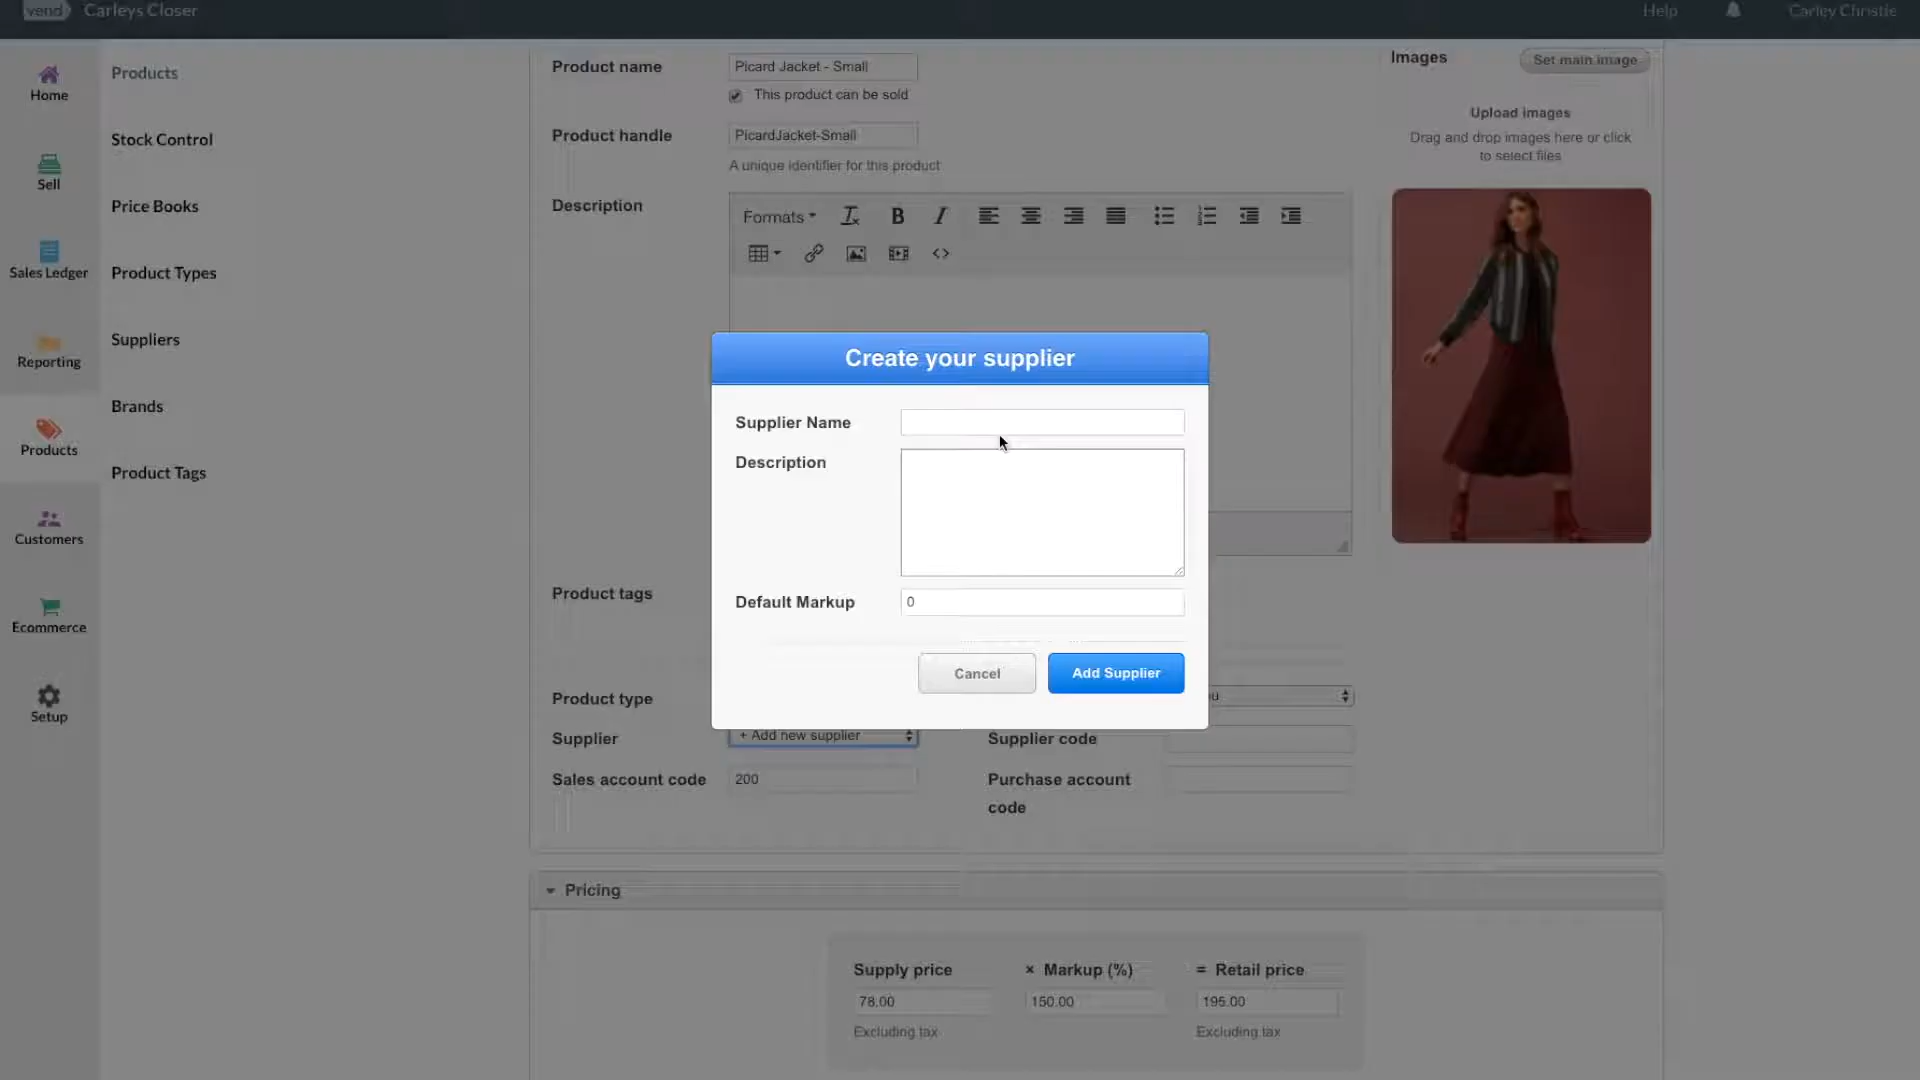 vend Carleys Closer
Help
Carley Christie
Home
Sell
Sales Ledger
Reporting
Products
Customers
Ecommerce
Setup
Products
Stock Control
Price Books
Product Types
Suppliers
Brands
Product Tags
Product name
Picard Jacket - Small
This product can be sold
Product handle
PicardJacket-Small
A unique identifier for this product
Description
Formats
Images
Set main image
Upload images
Drag and drop images here or click
to select files
Create your supplier
Supplier Name
Description
Default Markup
0
Cancel
Add Supplier
Product tags
Product type
Supplier
+ Add new supplier
Supplier code
Sales account code
200
Purchase account
code
Pricing
Supply price
× Markup (%)
= Retail price
78.00
150.00
195.00
Excluding tax
Excluding tax